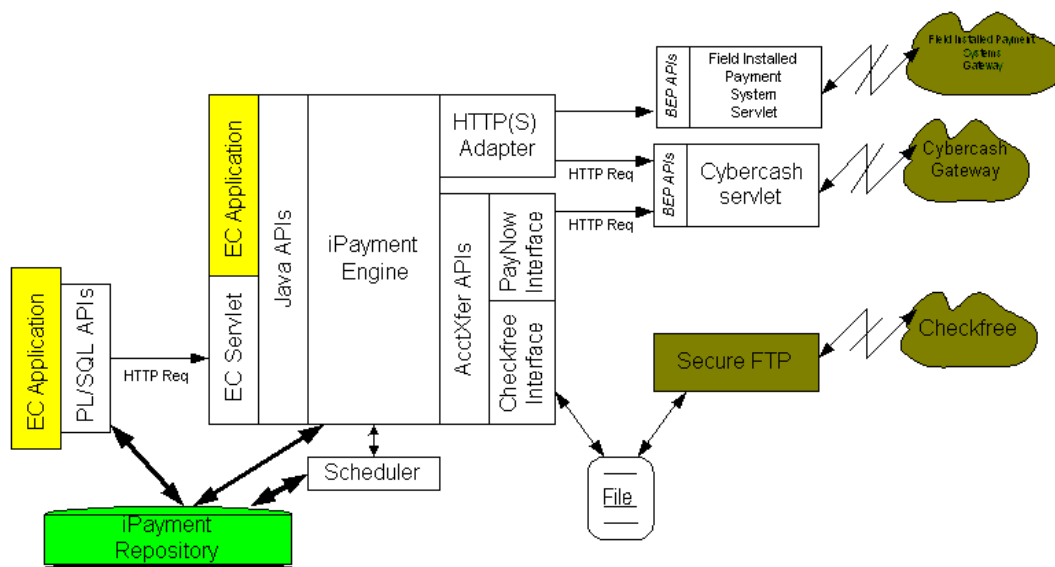 Field Installed Payment
Systems
Gateway
BEP APIs
Field Installed
Payment
System
Servlet
HTTP(S)
Adapter
HTTP Req
BEP APIs
Cybercash
servlet
Cybercash
Gateway
EC Application
Java APIs
iPayment
Engine
AcctXfer APIs
PayNow
Interface
HTTP Req
EC Application
PL/SQL APIs
HTTP Req
EC Servlet
Checkfree
Interface
Secure FTP
Checkfree
Scheduler
File
iPayment
Repository